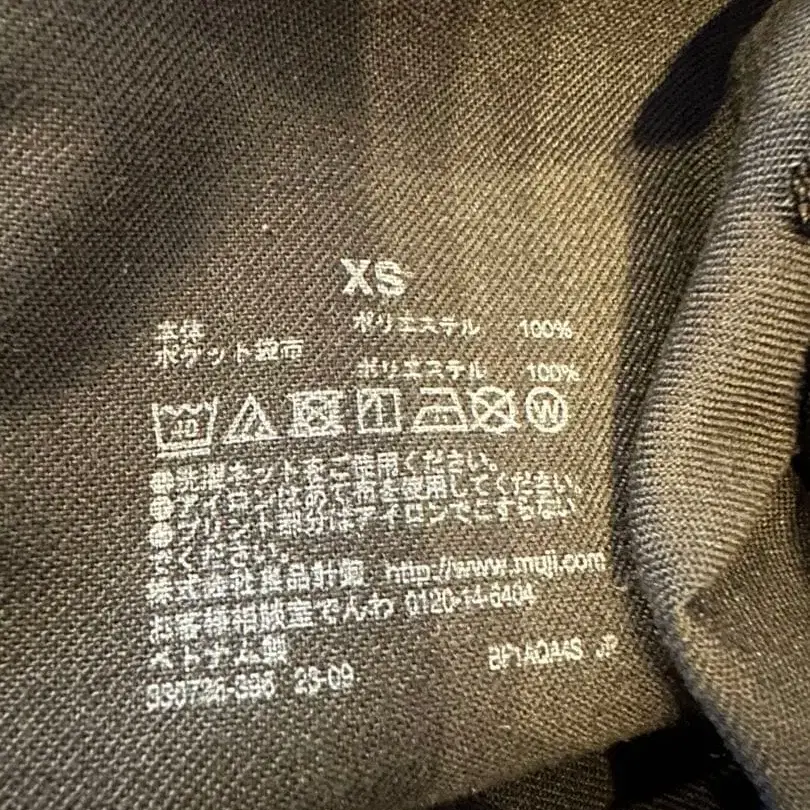 XS
本体 ポリエステル 100%
ポケット袋布 ポリエステル 100%
40 W
●洗濯ネットをご使用ください。
●アイロンはあて布を使用してください。
●プリント部分はアイロンでこすらない
でください。
株式会社良品計画 http://www.muji.com
お客様相談室でんわ 0120-14-6404
ベトナム製
23-09 JP